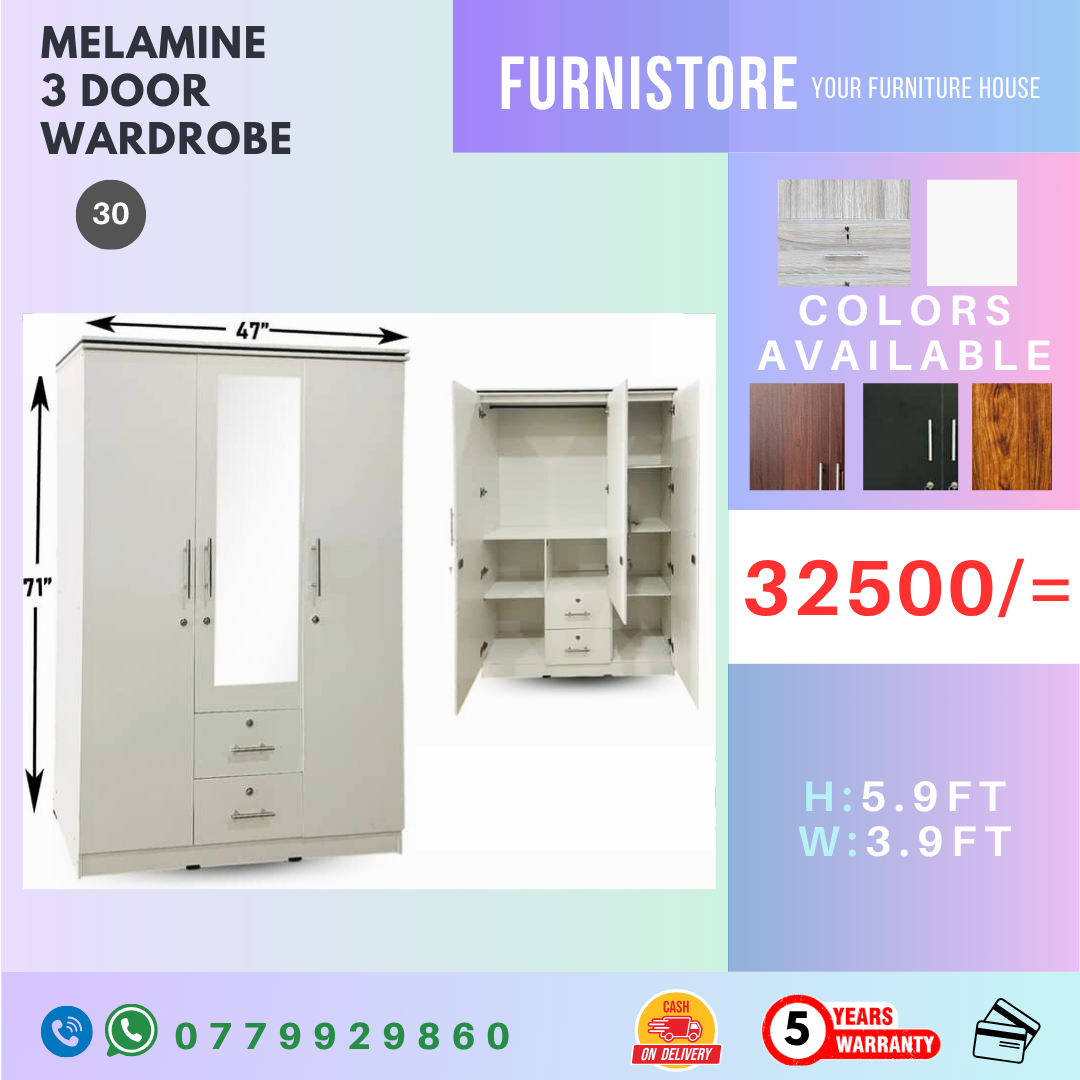 MELAMINE
3 DOOR
WARDROBE
30
FURNISTORE YOUR FURNITURE HOUSE
COLORS
AVAILABLE
47”
71”
32500/=
H:5.9FT
W:3.9FT
0779929860
CASH
ON DELIVERY
5 YEARS
WARRANTY